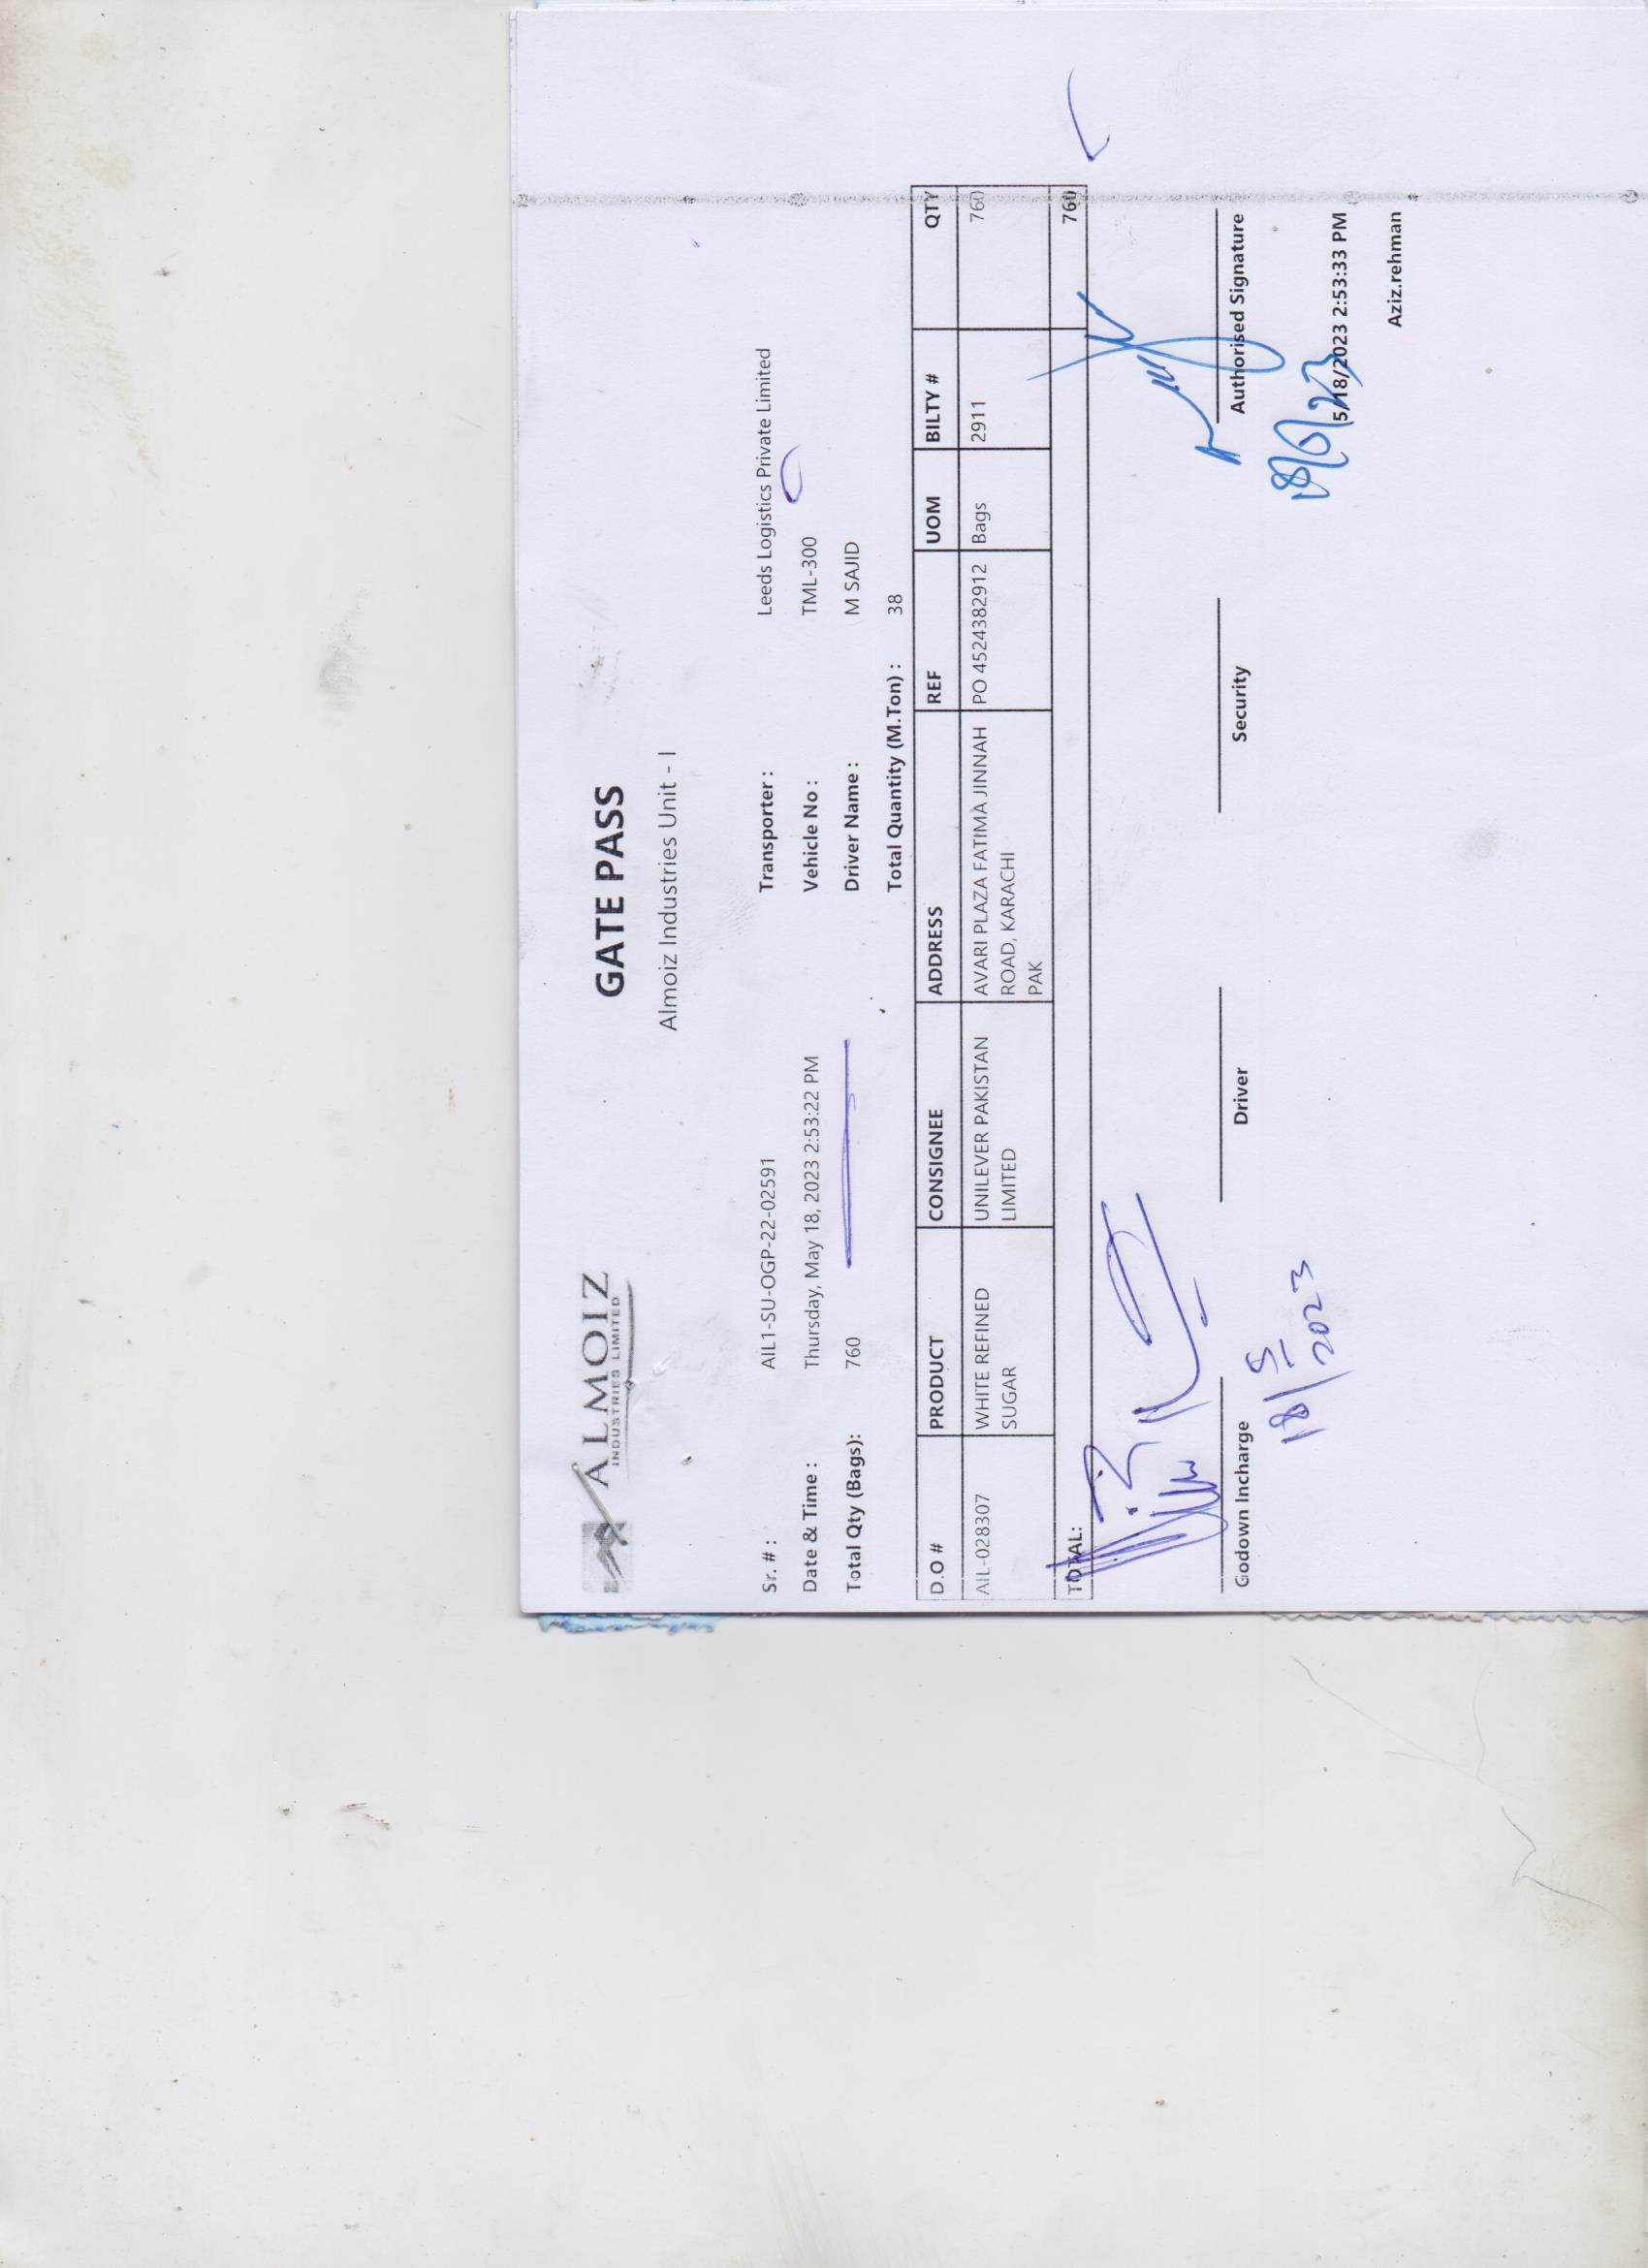 ALMOIZ
INDUSTRIES LIMITED
GATE PASS
Almoiz Industries Unit - I
Sr. # : AIL1-SU-OGP-22-02591 Transporter : Leeds Logistics Private Limited
Date & Time : Thursday, May 18, 2023 2:53:22 PM Vehicle No : TML-300
Total Qty (Bags): 760 Driver Name : M SAJID
Total Quantity (M.Ton) : 38
D.O # PRODUCT CONSIGNEE ADDRESS REF UOM BILTY # QTY
AIL-028307 WHITE REFINED UNILEVER PAKISTAN AVARI PLAZA FATIMA JINNAH PO 4524382912 Bags 2911 760
SUGAR LIMITED ROAD, KARACHI
PAK
TOTAL: 760
Godown Incharge Driver Security Authorised Signature
18/5/2023 18/5/23
5/18/2023 2:53:33 PM
Aziz.rehman